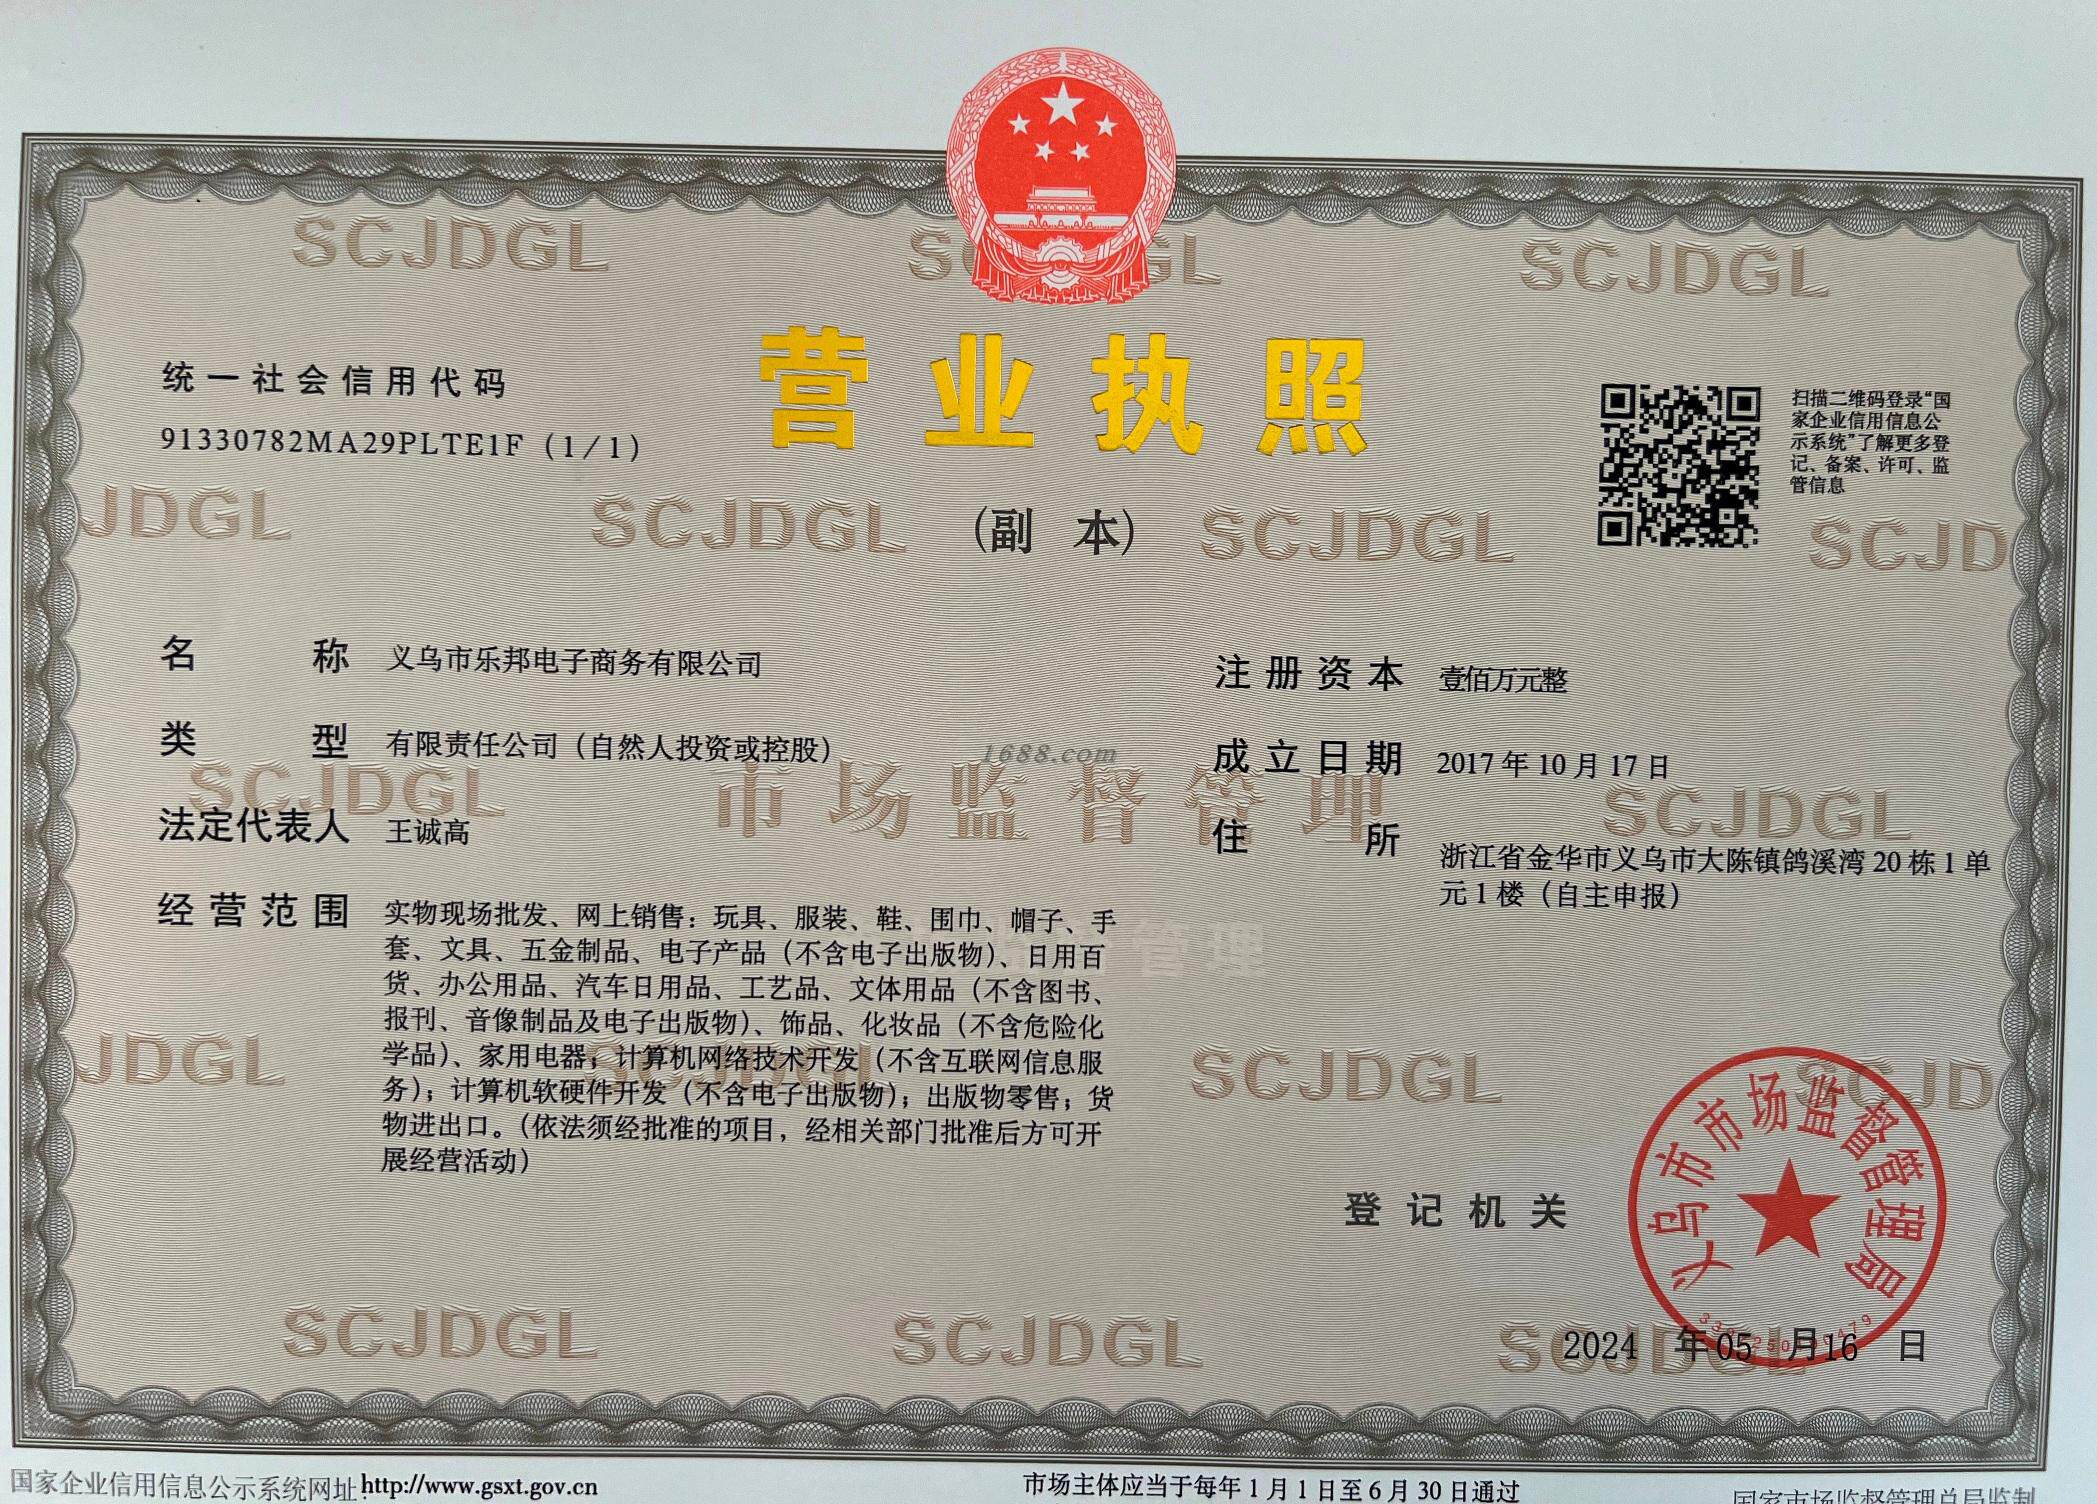 营业执照
(副 本)
统一社会信用代码
91330782MA29PLTE1F (1/1)
扫描二维码登录“国
家企业信用信息公
示系统”了解更多登
记、备案、许可、监
管信息
名 称 义乌市乐邦电子商务有限公司
类 型 有限责任公司（自然人投资或控股）
法定代表人 王诚高
经营范围 实物现场批发、网上销售：玩具、服装、鞋、围巾、帽子、手
套、文具、五金制品、电子产品（不含电子出版物）、日用百
货、办公用品、汽车日用品、工艺品、文体用品（不含图书、
报刊、音像制品及电子出版物）、饰品、化妆品（不含危险化
学品）、家用电器；计算机网络技术开发（不含互联网信息服
务）；计算机软硬件开发（不含电子出版物）；出版物零售；货
物进出口。（依法须经批准的项目，经相关部门批准后方可开
展经营活动）
注册资本 壹佰万元整
成立日期 2017年10月17日
住 所 浙江省金华市义乌市大陈镇鸽溪湾20栋1单
元1楼（自主申报）
1688.com
SCJDGL
市场监督管理
登记机关
义乌市市场监督管理局
2024 年05 月16 日
国家企业信用信息公示系统网址:http://www.gsxt.gov.cn
市场主体应当于每年1月1日至6月30日通过
国家市场监督管理总局监制